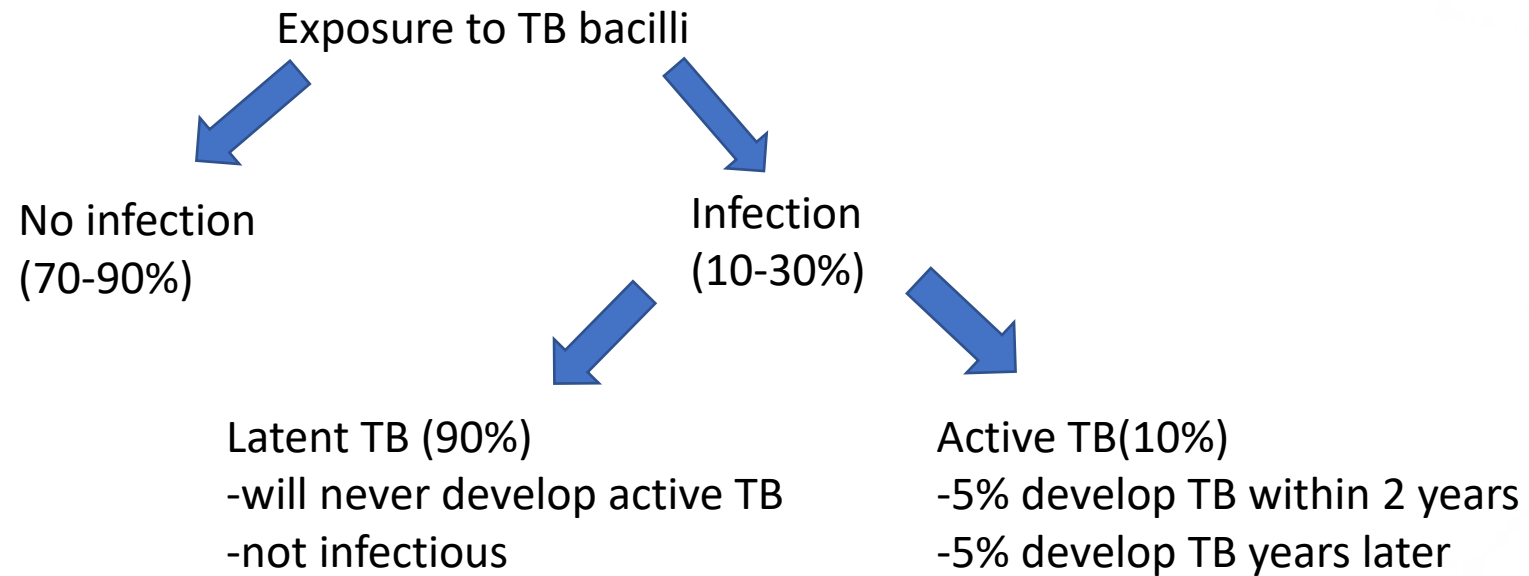 Exposure to TB bacilli
No infection
(70-90%)
Infection
(10-30%)
Latent TB (90%)
-will never develop active TB
-not infectious
Active TB(10%)
-5% develop TB within 2 years
-5% develop TB years later